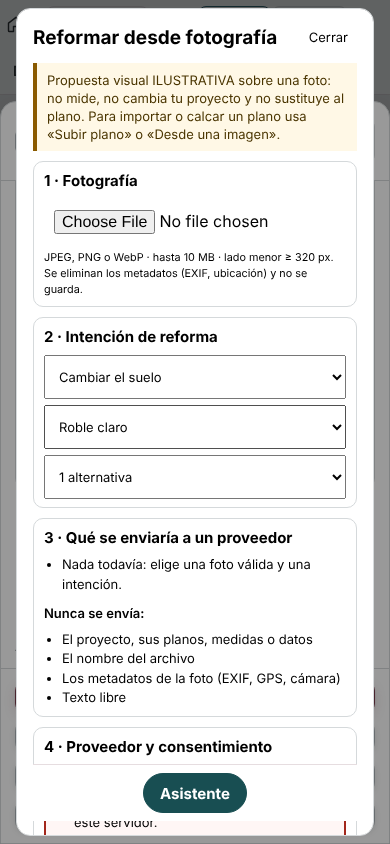 Reformar desde fotografía
Cerrar
Propuesta visual ILUSTRATIVA sobre una foto:
no mide, no cambia tu proyecto y no sustituye al
plano. Para importar o calcar un plano usa
«Subir plano» o «Desde una imagen».
1 · Fotografía
Choose File No file chosen
JPEG, PNG o WebP · hasta 10 MB · lado menor ≥ 320 px.
Se eliminan los metadatos (EXIF, ubicación) y no se
guarda.
2 · Intención de reforma
Cambiar el suelo
Roble claro
1 alternativa
3 · Qué se enviaría a un proveedor
• Nada todavía: elige una foto válida y una
intención.
Nunca se envía:
• El proyecto, sus planos, medidas o datos
• El nombre del archivo
• Los metadatos de la foto (EXIF, GPS, cámara)
• Texto libre
4 · Proveedor y consentimiento
Asistente
este servidor.